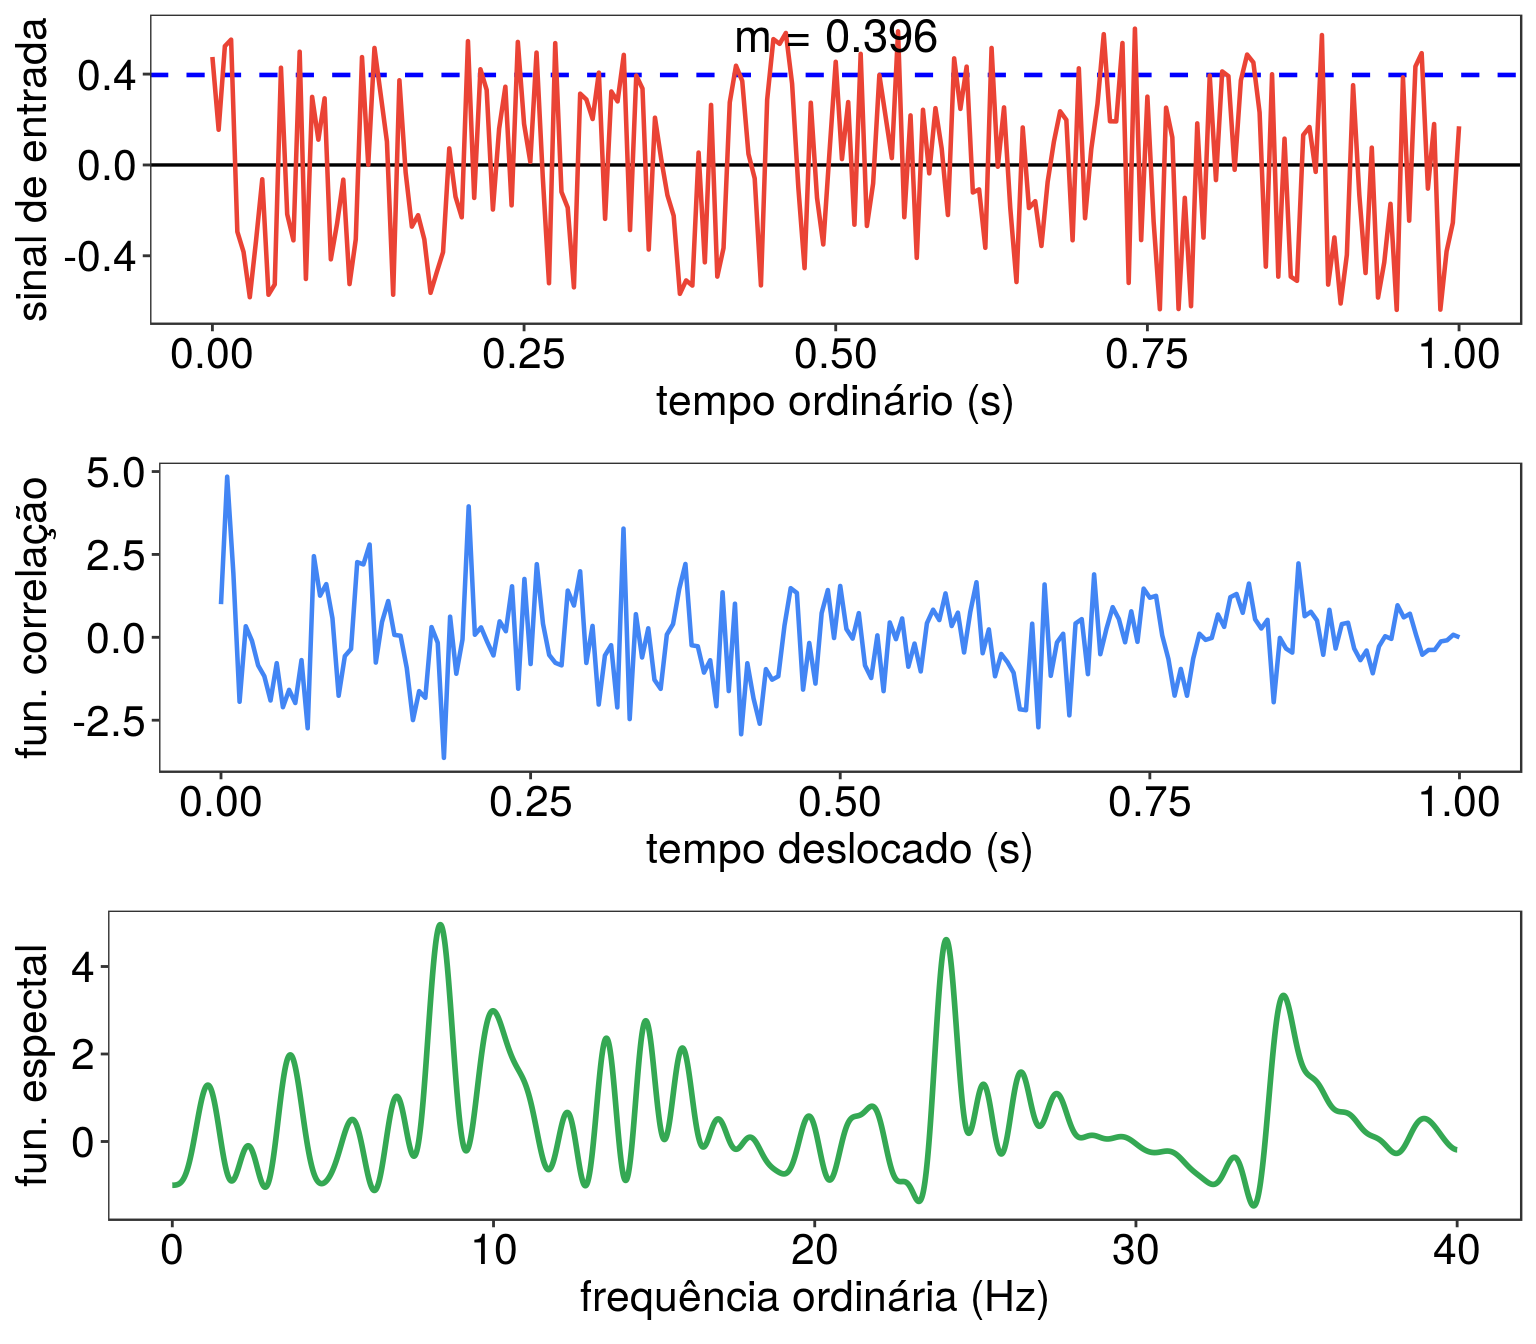 m = 0.396
sinal de entrada
0.4
0.0
-0.4
0.00 0.25 0.50 0.75 1.00
tempo ordinário (s)
fun. correlação
5.0
2.5
0.0
-2.5
0.00 0.25 0.50 0.75 1.00
tempo deslocado (s)
fun. espectal
4
2
0
0 10 20 30 40
frequência ordinária (Hz)